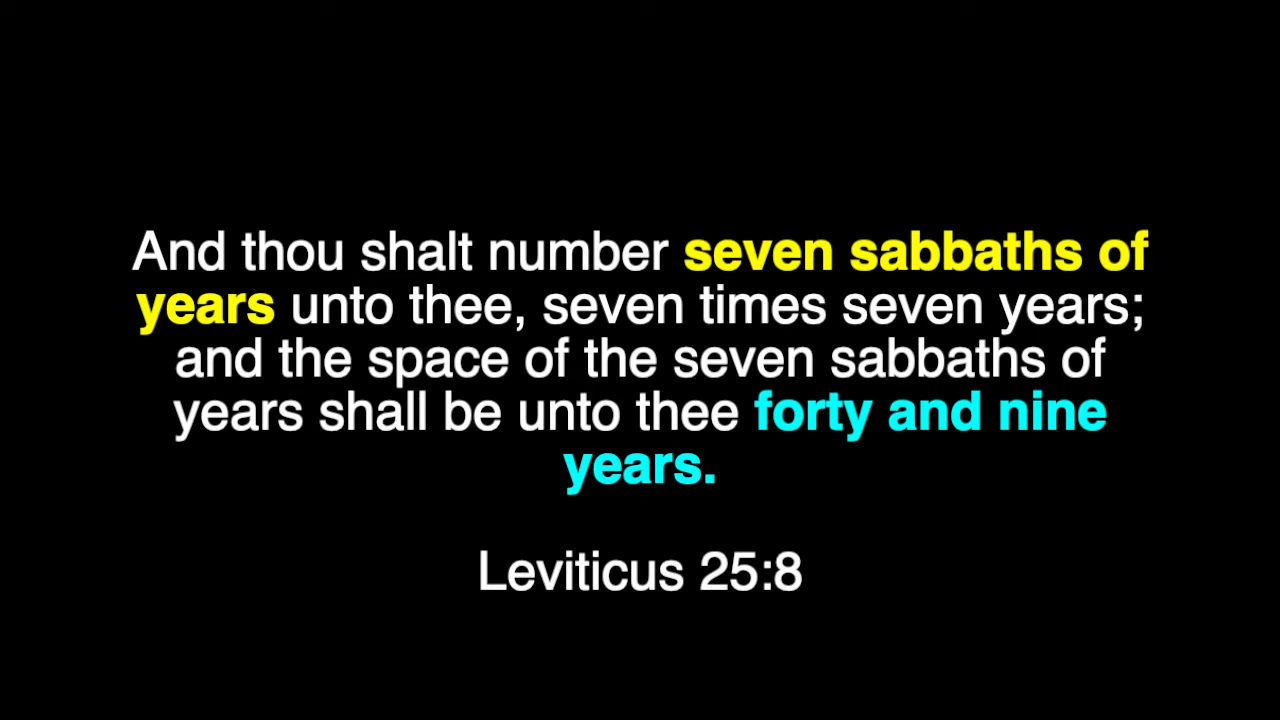 And thou shalt number seven sabbaths of
years unto thee, seven times seven years;
and the space of the seven sabbaths of
years shall be unto thee forty and nine
years.
Leviticus 25:8